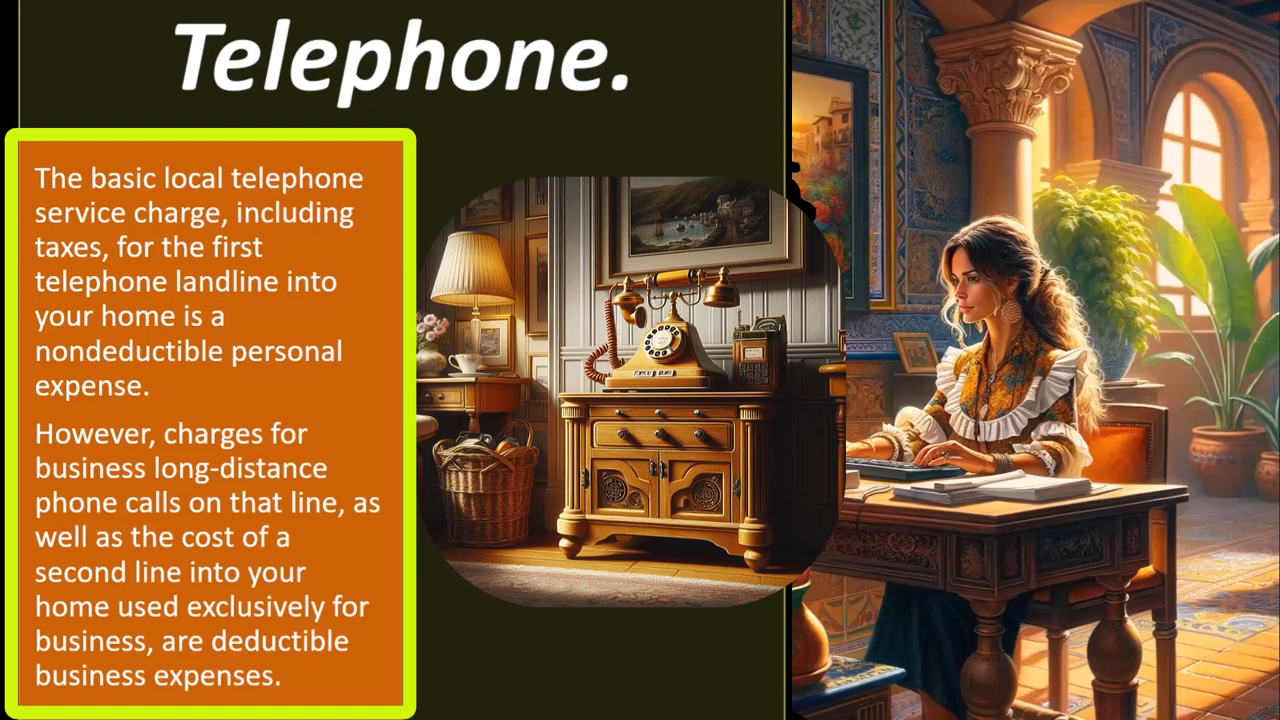 Telephone.
The basic local telephone
service charge, including
taxes, for the first
telephone landline into
your home is a
nondeductible personal
expense.
However, charges for
business long-distance
phone calls on that line, as
well as the cost of a
second line into your
home used exclusively for
business, are deductible
business expenses.